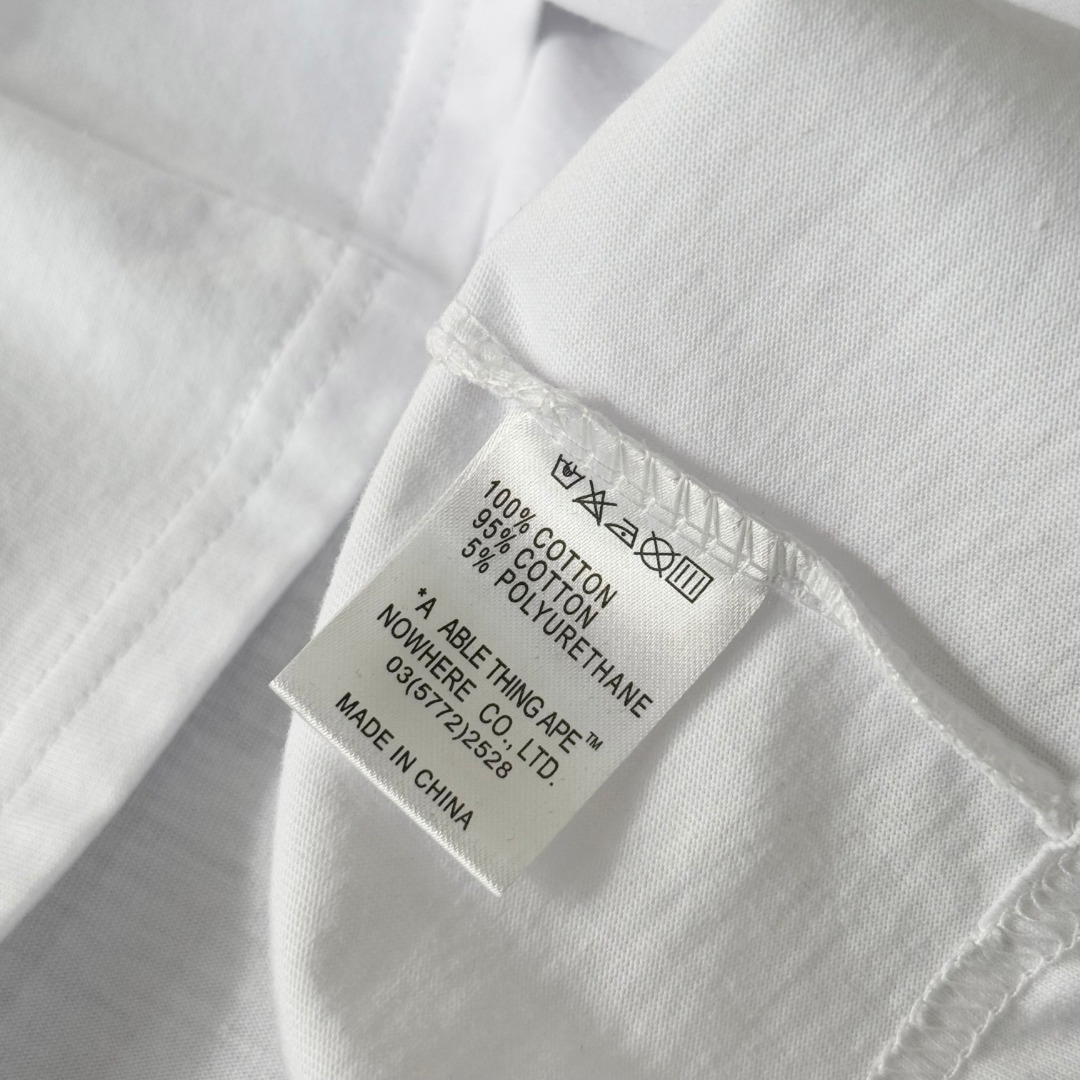 100% COTTON
95% COTTON
5% POLYURETHANE
*A ABLE THING APE™
NOWHERE CO., LTD.
03(5772)2528
MADE IN CHINA